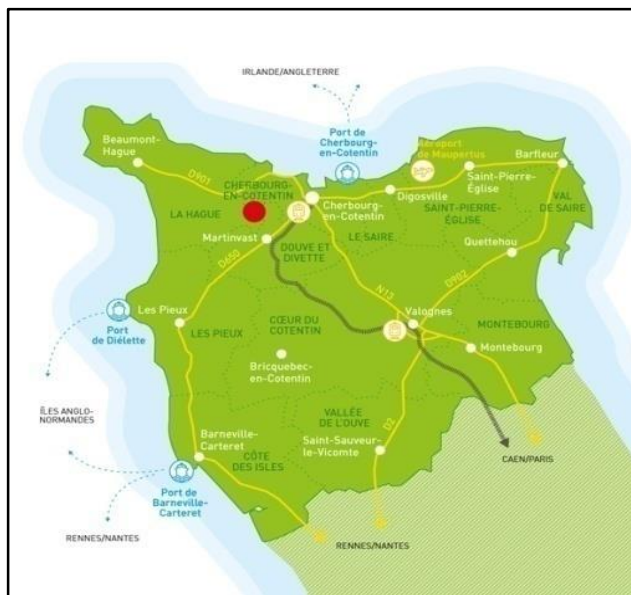 IRLANDE/ANGLETERRE
Port de
Cherbourg-
en-Cotentin
Aéroport
de Maupertus
Beaumont-
Hague
D901
CHERBOURG-
EN-COTENTIN
Cherbourg-
en-Cotentin
Digosville
Saint-Pierre-
Église
Barfleur
LA HAGUE
SAINT-PIERRE-
ÉGLISE
VAL
DE SAIRE
Martinvast
DOUVE ET
DIVETTE
LE SAIRE
Quettehou
D650
N13
D902
Les Pieux
Port
de Diélette
LES PIEUX
CŒUR DU
COTENTIN
Valognes
MONTEBOURG
Montebourg
Bricquebec-
en-Cotentin
ÎLES ANGLO-
NORMANDES
VALLÉE
DE L'OUVE
D2
Barneville-
Carteret
Saint-Sauveur-
le-Vicomte
CÔTE
DES ISLES
CAEN/PARIS
Port de
Barneville-
Carteret
RENNES/NANTES
RENNES/NANTES